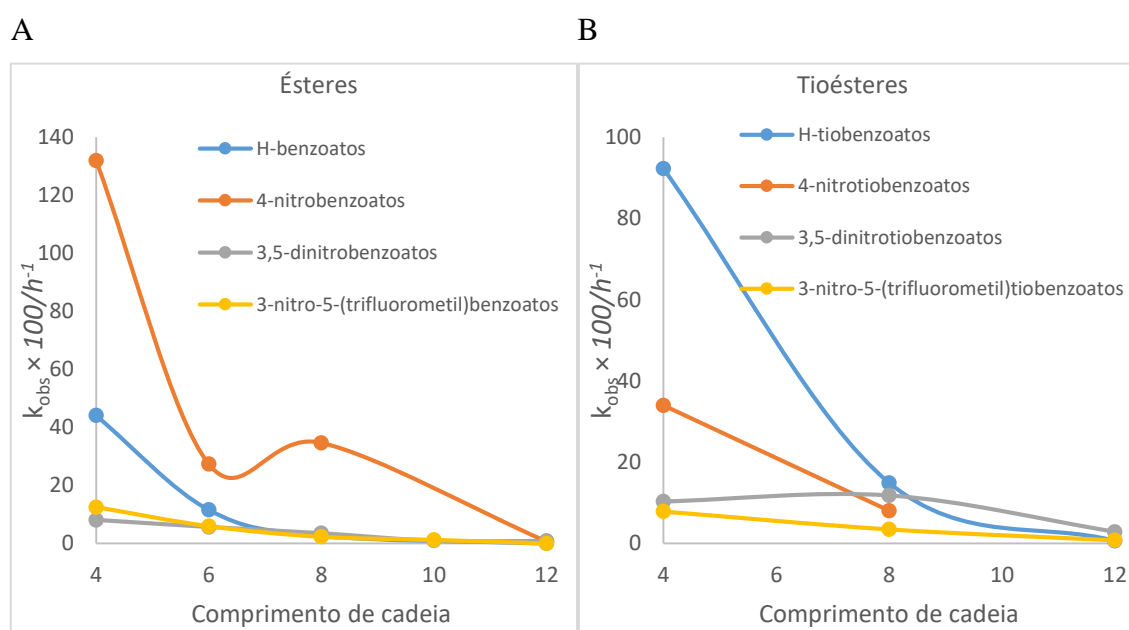 A
B
Ésteres
H-benzoatos
4-nitrobenzoatos
3,5-dinitrobenzoatos
3-nitro-5-(trifluorometil)benzoatos
140
120
100
80
60
40
20
0
k_obs × 100/h^-1
4
6
8
10
12
Comprimento de cadeia
Tioésteres
H-tiobenzoatos
4-nitrotiobenzoatos
3,5-dinitrotiobenzoatos
3-nitro-5-(trifluorometil)tiobenzoatos
100
80
60
40
20
0
k_obs × 100/h^-1
4
6
8
10
12
Comprimento de cadeia